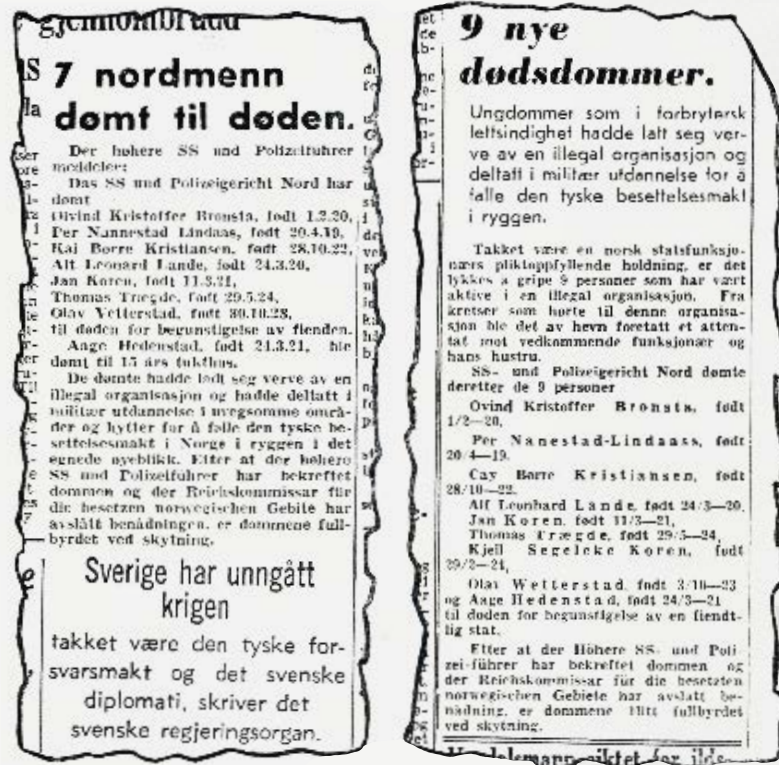 7 nordmenn
dømt til døden.
Der høhere SS und Polizeifuhrer
meddeler:
Das SS und Polizeigericht Nord har
dømt
Øivind Kristoffer Brønsta, født 1.2.20,
Per Nannestad Lindaas, født 20.4.19,
Kai Børre Kristiansen, født 28.10.22,
Alf Leonard Lande, født 24.3.20,
Jan Koren, født 11.3.21,
Thomas Trægde, født 29.5.24,
Olav Vetterstad, født 30.10.28,
til døden for begunstigelse av fienden.
Aage Hedenstad, født 21.3.21, ble
dømt til 15 års tukthus.
De dømte hadde latt seg verve av en
illegal organisasjon og hadde deltatt i
militær utdannelse i uvegsomme områ-
der og hytter for å falle den tyske be-
settelsesmakt i Norge i ryggen i det
egnede øyeblikk. Etter at der høhere
SS und Polizeiführer har bekreftet
dommen og der Reichskommissar für
die besetzen norwegischen Gebite har
avslått benådningen, er dommene full-
byrdet ved skytning.
Sverige har unngått
krigen
takket være den tyske for-
svarsmakt og det svenske
diplomati, skriver det
svenske regjeringsorgan.
9 nye
dødsdommer.
Ungdommer som i forbrytersk
lettsindighet hadde latt seg ver-
ve av en illegal organisasjon og
deltatt i militær utdannelse for å
falle den tyske besettelsesmakt
i ryggen.
Takket være en norsk statsfunksjo-
nærs pliktoppfyllende holdning, er det
lykkes å gripe 9 personer som har vært
aktive i en illegal organisasjon. Fra
kretser som hørte til denne organisa-
sjon ble det av hevn foretatt et atten-
tat mot vedkommende funksjonær og
hans hustru.
SS- und Polizeigericht Nord dømte
deretter de 9 personer
Øvind Kristoffer Brønsta, født
1/2—20,
Per Nanestad-Lindaass, født
20/4—19,
Cay Børre Kristiansen, født
28/10—22,
Alf Leonhard Lande, født 24/3—20,
Jan Koren, født 11/3—21,
Thomas Trægde, født 29/5—24,
Kjell Segelcke Koren, født
29/2—24,
Olav Wetterstad, født 3/10—23
og Aage Hedenstad, født 24/3—21
til døden for begunstigelse av en fiendt-
lig stat.
Etter at der Höhere SS- und Poli-
zei-führer har bekreftet dommen og
der Reichskommissar für die besetzten
norwegischen Gebiete har avslått be-
nådning, er dommene blitt fullbyrdet
ved skytning.